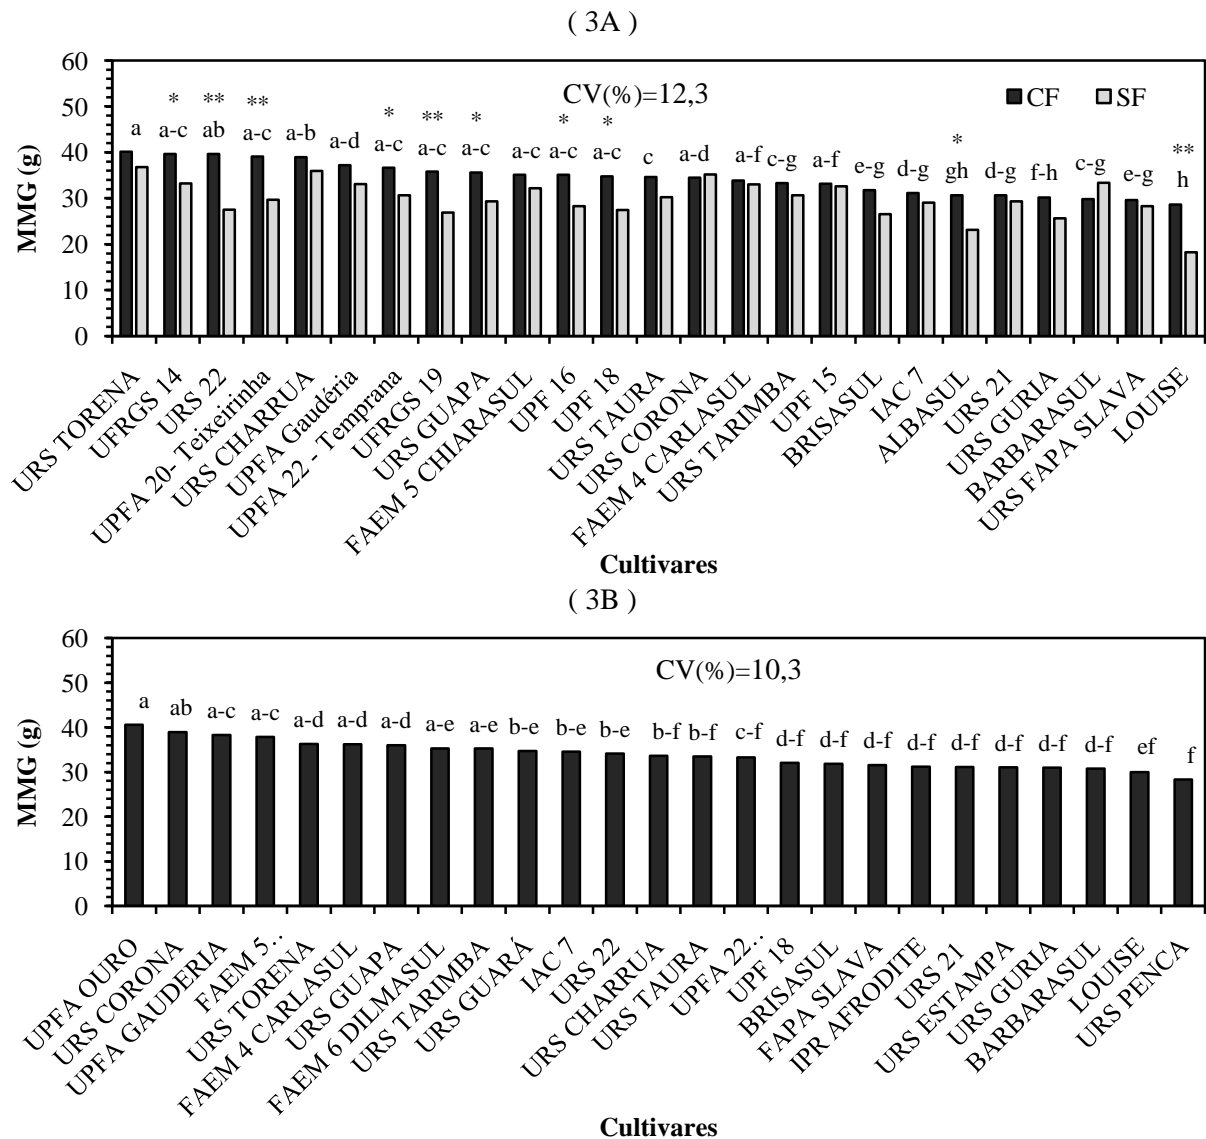 ( 3A )
60
50
40
30
20
10
0
MMG (g)
CV(%)=12,3
CF
SF
* ** ** * ** * * * * **
a a-c ab a-c a-b a-d a-c a-c a-c a-c a-c a-c c a-d a-f c-g a-f e-g d-g gh d-g f-h c-g e-g h
URS TORENA
UFRGS 14
URS 22
UPFA 20- Teixeirinha
URS CHARRUA
UPFA Gaudéria
UPFA 22 - Temprana
UFRGS 19
URS GUAPA
FAEM 5 CHIARASUL
UPF 16
UPF 18
URS TAURA
URS CORONA
FAEM 4 CARLASUL
URS TARIMBA
UPF 15
BRISASUL
IAC 7
ALBASUL
URS 21
URS GURIA
BARBARASUL
URS FAPA SLAVA
LOUISE
Cultivares
( 3B )
60
50
40
30
20
10
0
MMG (g)
CV(%)=10,3
a ab a-c a-c a-d a-d a-d a-e a-e b-e b-e b-e b-f b-f c-f d-f d-f d-f d-f d-f d-f d-f d-f ef f
UPFA OURO
URS CORONA
UPFA GAUDERIA
FAEM 5..
URS TORENA
FAEM 4 CARLASUL
URS GUAPA
FAEM 6 DILMASUL
URS TARIMBA
URS GUARÁ
IAC 7
URS 22
URS CHARRUA
URS TAURA
UPFA 22..
UPF 18
BRISASUL
FAPA SLAVA
IPR AFRODITE
URS 21
URS ESTAMPA
URS GURIA
BARBARASUL
LOUISE
URS PENCA
Cultivares